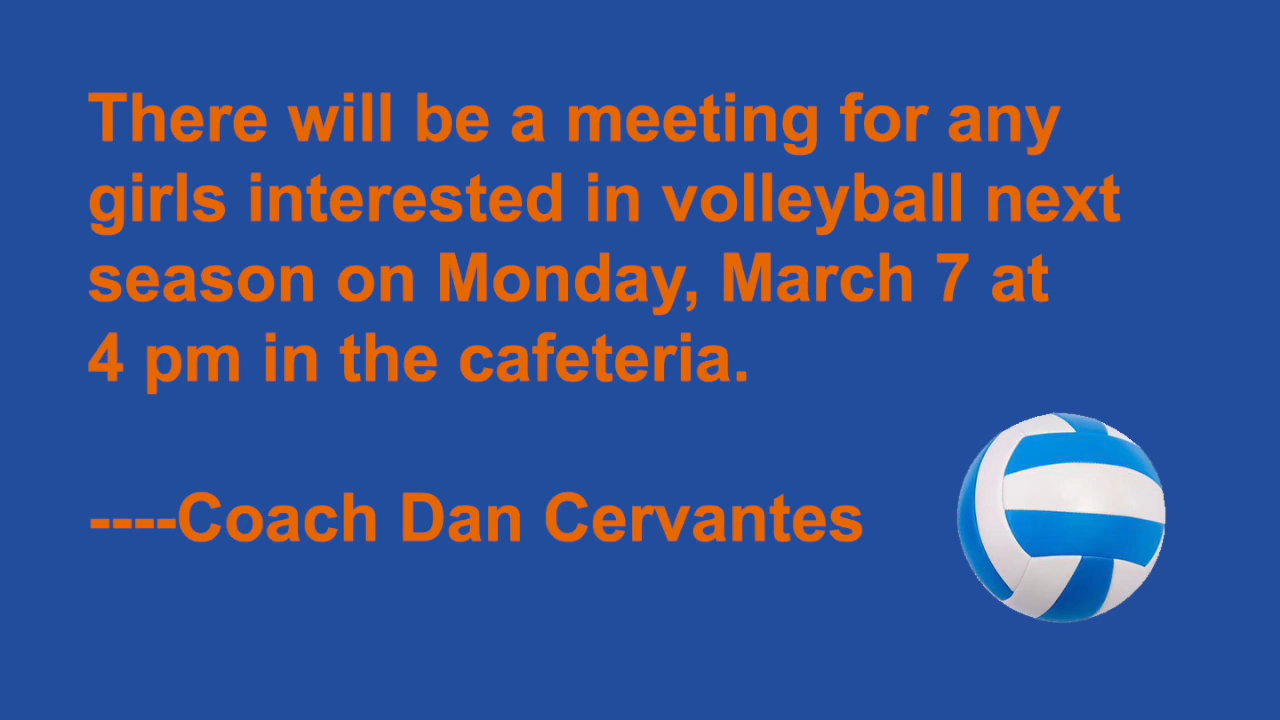 There will be a meeting for any
girls interested in volleyball next
season on Monday, March 7 at
4 pm in the cafeteria.
----Coach Dan Cervantes